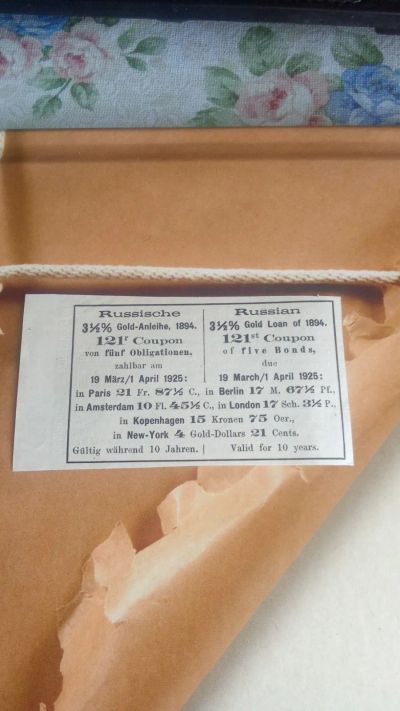 Russische
3½% Gold-Anleihe, 1894.
121r Coupon
von fünf Obligationen,
zahlbar am
19 März/1 April 1925:
Russian
3½% Gold Loan of 1894.
121st Coupon
of five Bonds,
due
19 March/1 April 1925:
in Paris 21 Fr. 87½ C., in Berlin 17 M. 67½ Pf.,
in Amsterdam 10 Fl. 45½ C., in London 17 Sch. 3½ P.,
in Kopenhagen 15 Kronen 75 Oer.,
in New-York 4 Gold-Dollars 21 Cents.
Gültig während 10 Jahren. | Valid for 10 years.